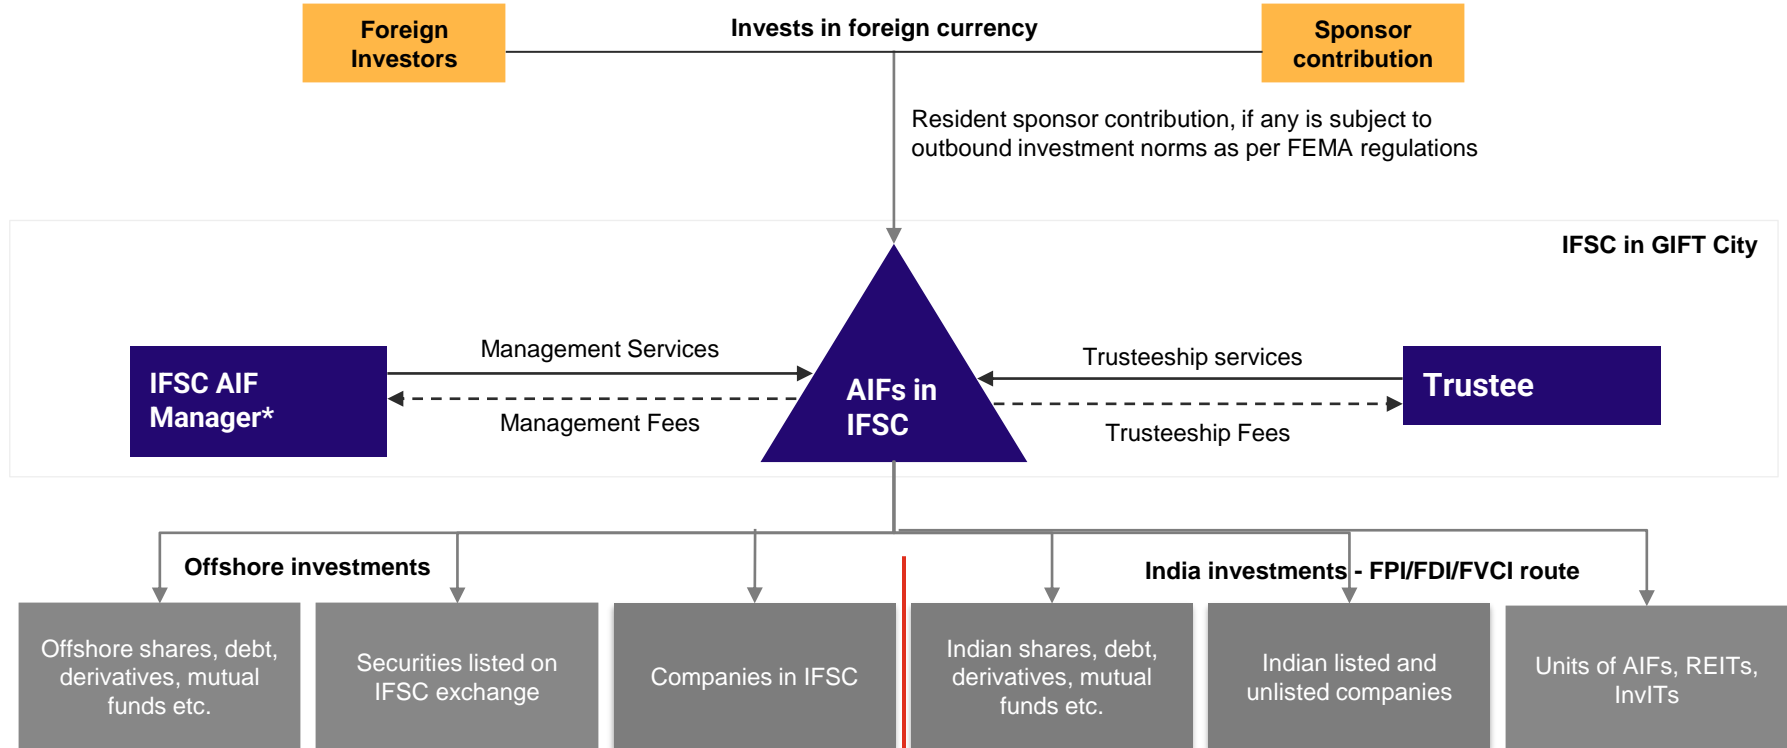 Foreign
Investors
Invests in foreign currency
Sponsor
contribution
Resident sponsor contribution, if any is subject to
outbound investment norms as per FEMA regulations
IFSC in GIFT City
IFSC AIF
Manager*
Management Services
Management Fees
AIFs in
IFSC
Trusteeship services
Trusteeship Fees
Trustee
Offshore investments
India investments - FPI/FDI/FVCI route
Offshore shares, debt,
derivatives, mutual
funds etc.
Securities listed on
IFSC exchange
Companies in IFSC
Indian shares, debt,
derivatives, mutual
funds etc.
Indian listed and
unlisted companies
Units of AIFs, REITs,
InvITs